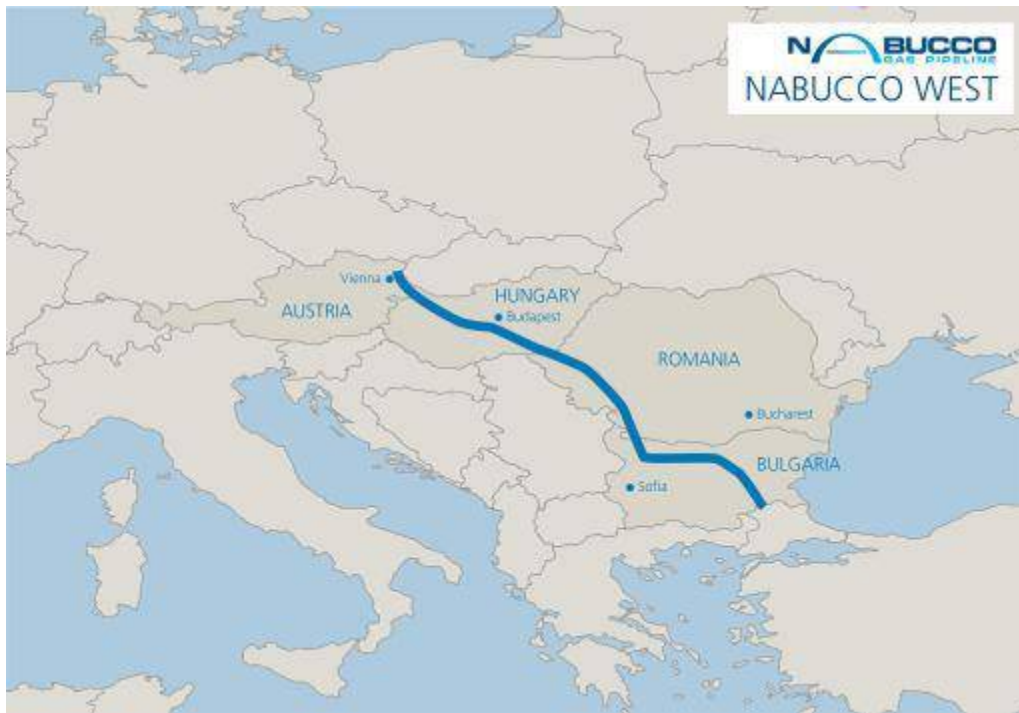 NABUCCO
GAS PIPELINE
NABUCCO WEST
Vienna
AUSTRIA
HUNGARY
Budapest
ROMANIA
Bucharest
BULGARIA
Sofia